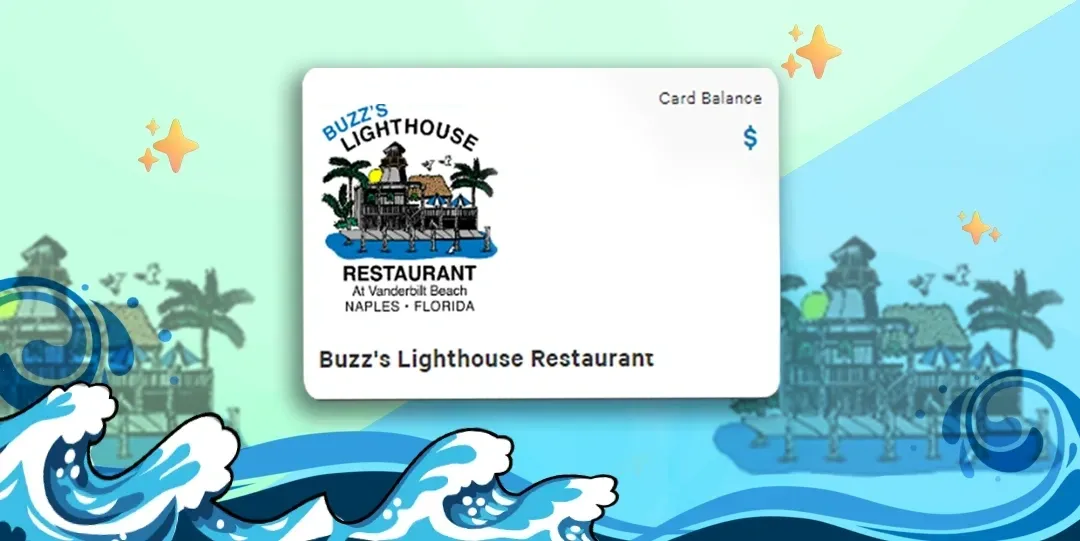 Card Balance
$
BUZZ'S
LIGHTHOUSE
RESTAURANT
At Vanderbilt Beach
NAPLES • FLORIDA
Buzz's Lighthouse Restaurant